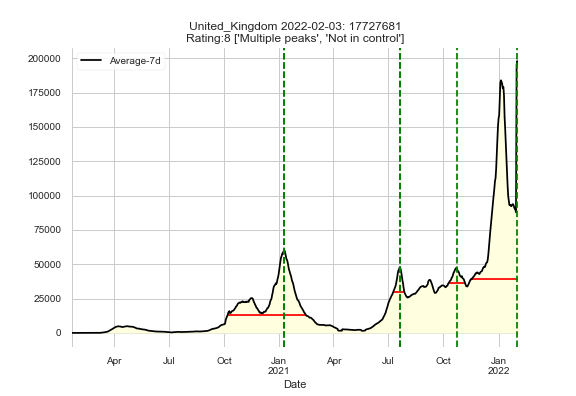 United_Kingdom 2022-02-03: 17727681
Rating:8 ['Multiple peaks', 'Not in control']
Average-7d
200000
175000
150000
125000
100000
75000
50000
25000
0
Apr Jul Oct Jan Apr Jul Oct Jan
2021 2022
Date